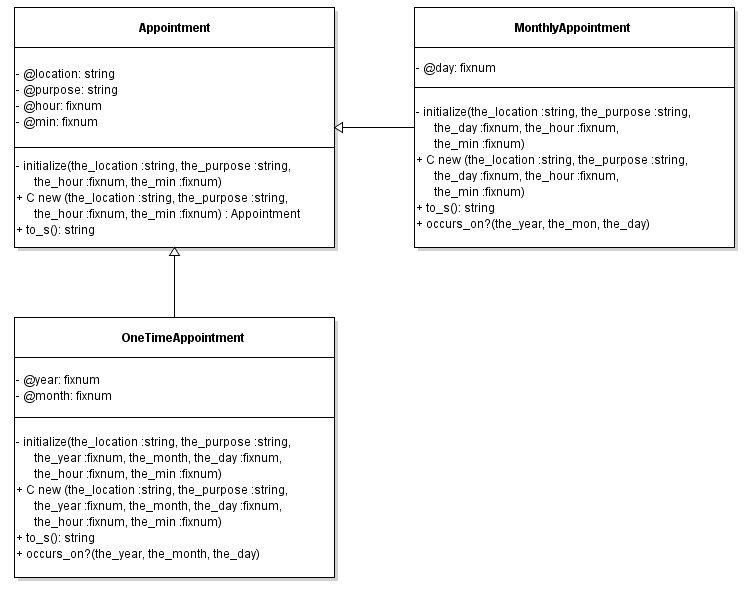 Appointment
- @location: string
- @purpose: string
- @hour: fixnum
- @min: fixnum
- initialize(the_location :string, the_purpose :string,
the_hour :fixnum, the_min :fixnum)
+ C new (the_location :string, the_purpose :string,
the_hour :fixnum, the_min :fixnum) : Appointment
+ to_s(): string
MonthlyAppointment
- @day: fixnum
- initialize(the_location :string, the_purpose :string,
the_day :fixnum, the_hour :fixnum,
the_min :fixnum)
+ C new (the_location :string, the_purpose :string,
the_day :fixnum, the_hour :fixnum,
the_min :fixnum)
+ to_s(): string
+ occurs_on?(the_year, the_mon, the_day)
OneTimeAppointment
- @year: fixnum
- @month: fixnum
- initialize(the_location :string, the_purpose :string,
the_year :fixnum, the_month, the_day :fixnum,
the_hour :fixnum, the_min :fixnum)
+ C new (the_location :string, the_purpose :string,
the_year :fixnum, the_month, the_day :fixnum,
the_hour :fixnum, the_min :fixnum)
+ to_s(): string
+ occurs_on?(the_year, the_month, the_day)